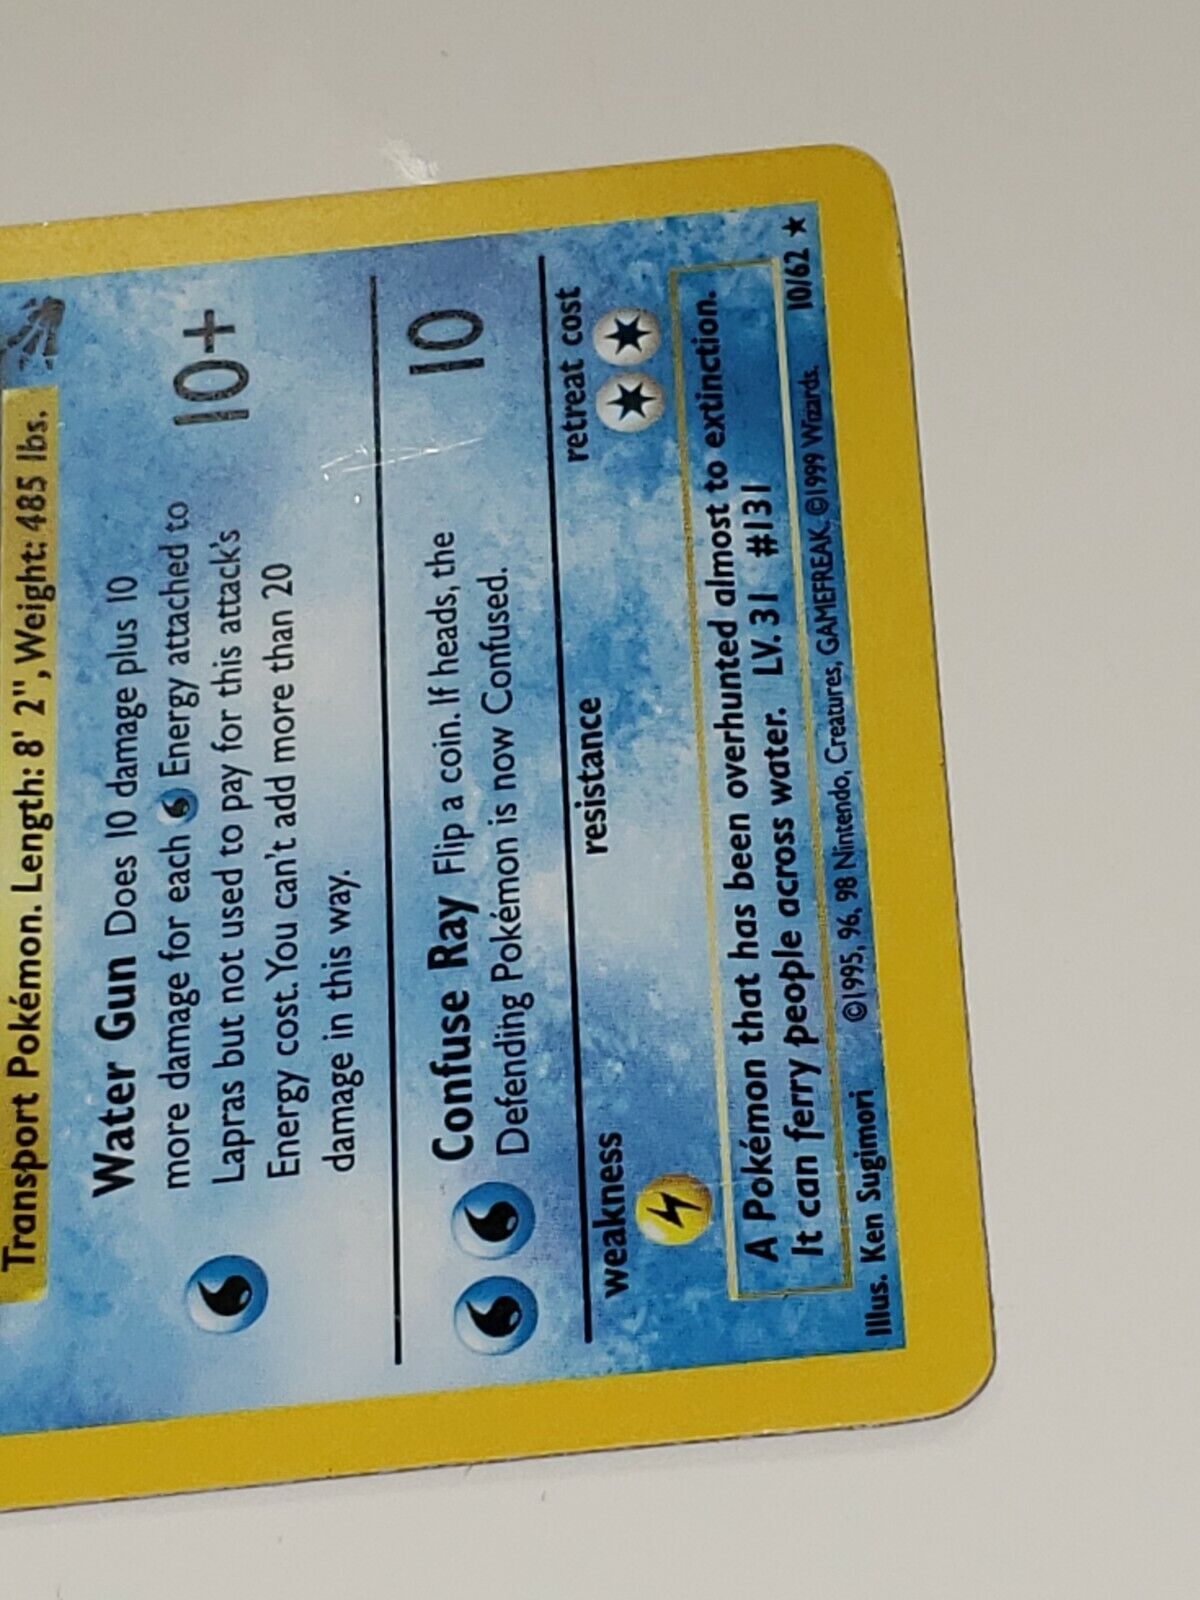 Transport Pokémon. Length: 8' 2", Weight: 485 lbs.
Water Gun Does 10 damage plus 10
more damage for each Energy attached to
Lapras but not used to pay for this attack's
Energy cost. You can't add more than 20
damage in this way.
10+
Confuse Ray Flip a coin. If heads, the
Defending Pokémon is now Confused.
10
weakness
resistance
retreat cost
A Pokémon that has been overhunted almost to extinction.
It can ferry people across water. LV. 31 #131
Illus. Ken Sugimori
©1995, 96, 98 Nintendo, Creatures, GAMEFREAK. ©1999 Wizards.
10/62 ★